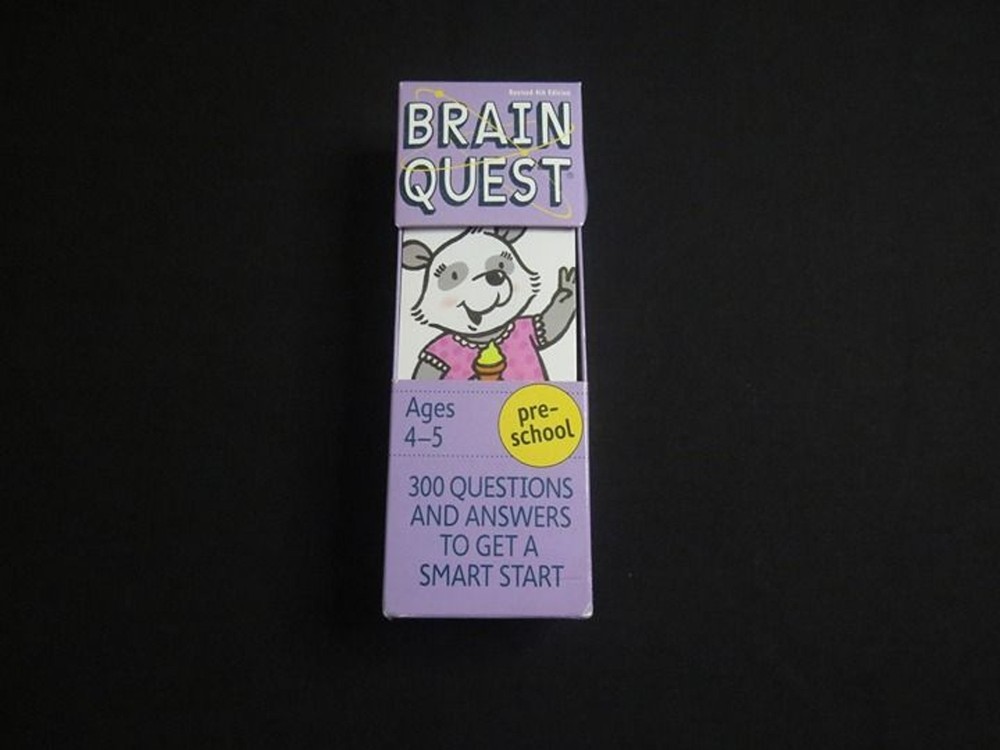 Revised 4th Edition
BRAIN
QUEST®
Ages
4–5
pre-
school
300 QUESTIONS
AND ANSWERS
TO GET A
SMART START